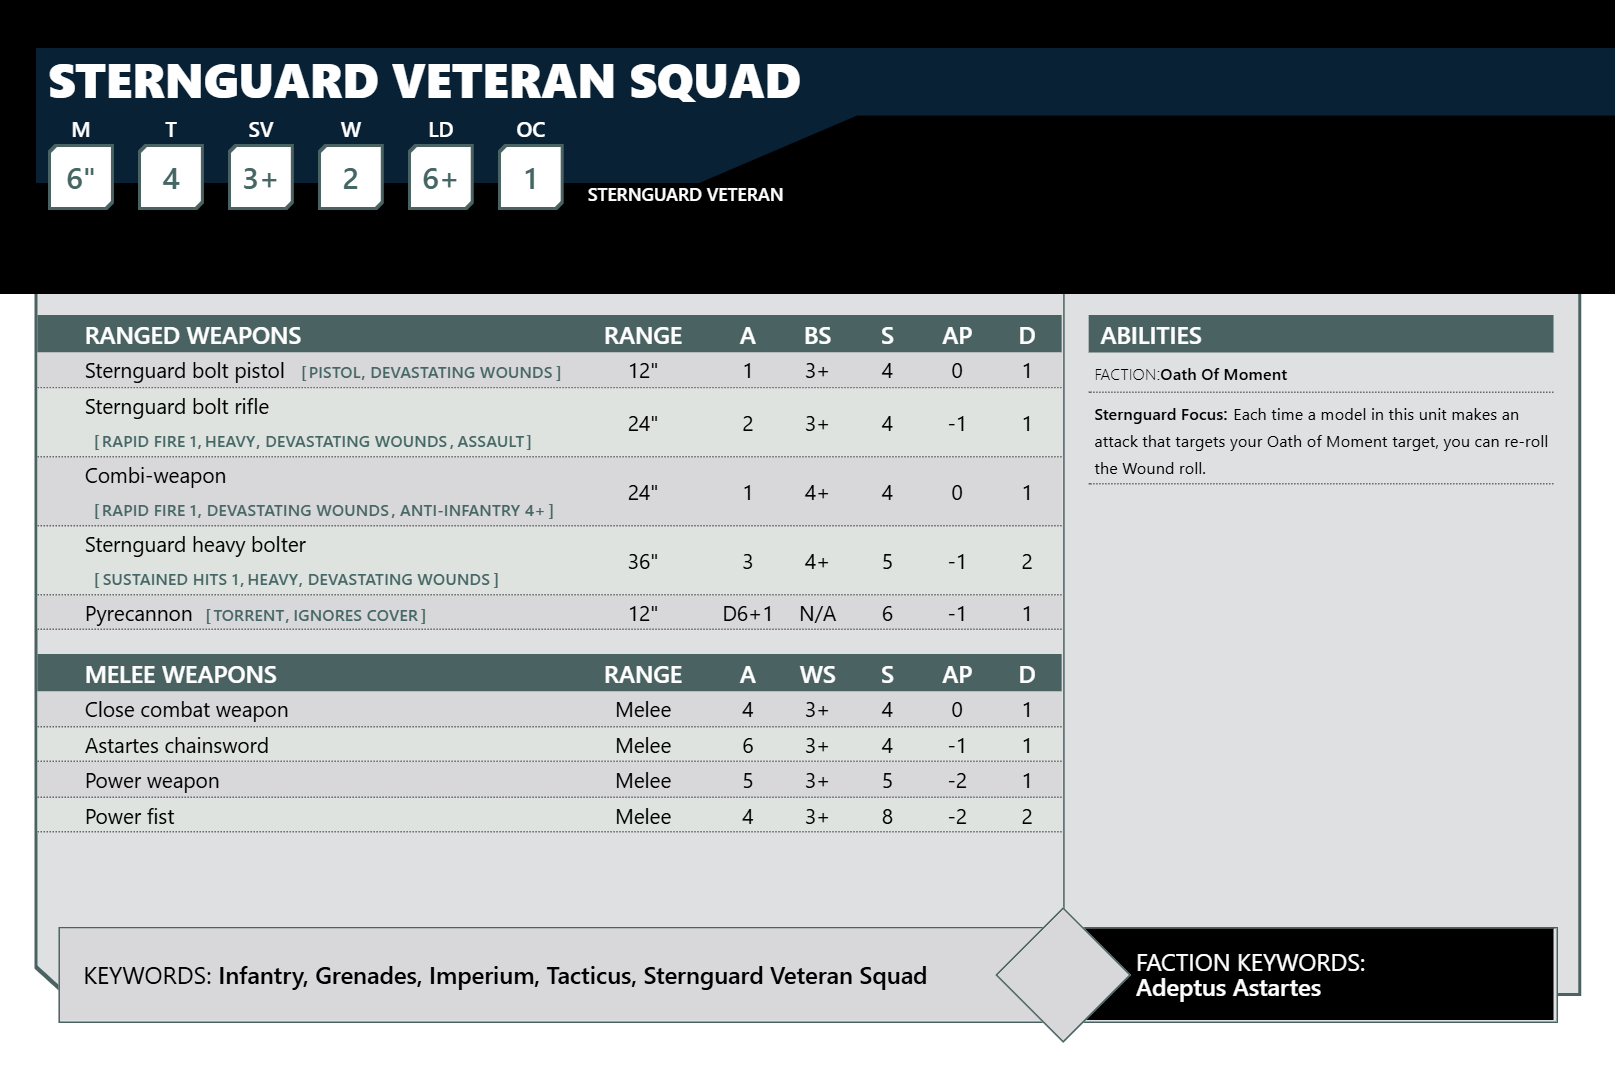 STERNGUARD VETERAN SQUAD
M T SV W LD OC
6" 4 3+ 2 6+ 1
STERNGUARD VETERAN
RANGED WEAPONS RANGE A BS S AP D
Sternguard bolt pistol [PISTOL, DEVASTATING WOUNDS] 12" 1 3+ 4 0 1
Sternguard bolt rifle
[RAPID FIRE 1, HEAVY, DEVASTATING WOUNDS, ASSAULT] 24" 2 3+ 4 -1 1
Combi-weapon
[RAPID FIRE 1, DEVASTATING WOUNDS, ANTI-INFANTRY 4+] 24" 1 4+ 4 0 1
Sternguard heavy bolter
[SUSTAINED HITS 1, HEAVY, DEVASTATING WOUNDS] 36" 3 4+ 5 -1 2
Pyrecannon [TORRENT, IGNORES COVER] 12" D6+1 N/A 6 -1 1
MELEE WEAPONS RANGE A WS S AP D
Close combat weapon Melee 4 3+ 4 0 1
Astartes chainsword Melee 6 3+ 4 -1 1
Power weapon Melee 5 3+ 5 -2 1
Power fist Melee 4 3+ 8 -2 2
ABILITIES
FACTION:Oath Of Moment
Sternguard Focus: Each time a model in this unit makes an
attack that targets your Oath of Moment target, you can re-roll
the Wound roll.
KEYWORDS: Infantry, Grenades, Imperium, Tacticus, Sternguard Veteran Squad
FACTION KEYWORDS:
Adeptus Astartes